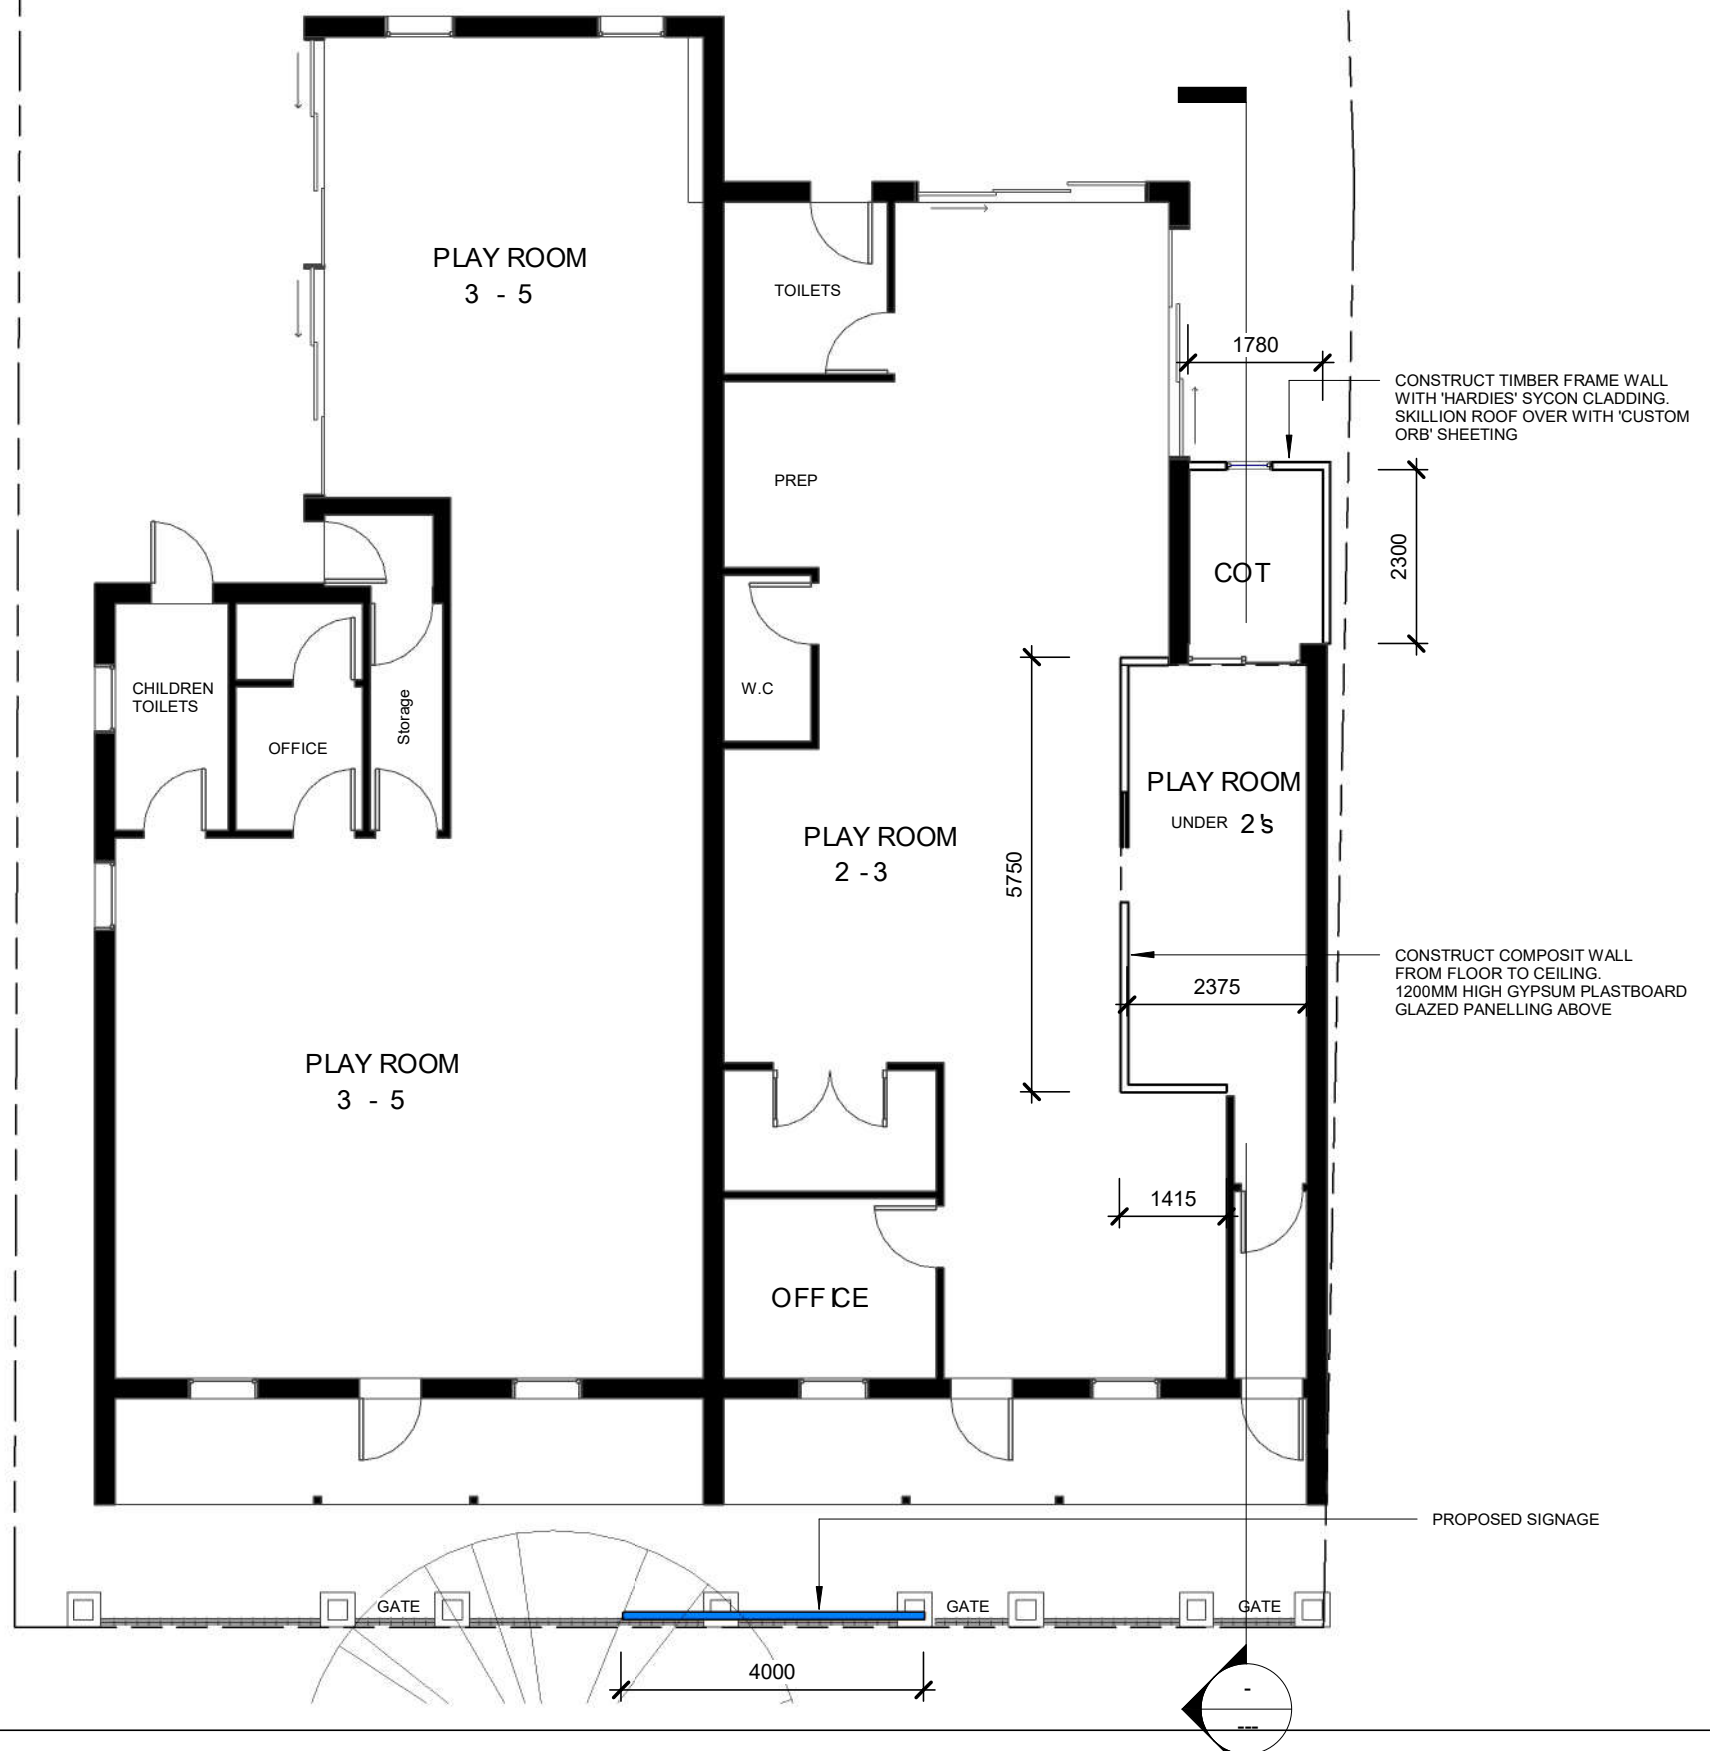 PLAY ROOM
3 - 5
TOILETS
1780
CONSTRUCT TIMBER FRAME WALL
WITH 'HARDIES' SYCON CLADDING.
SKILLION ROOF OVER WITH 'CUSTOM
ORB' SHEETING
PREP
COT
2300
CHILDREN
TOILETS
OFFICE
Storage
W.C
PLAY ROOM
UNDER 2's
PLAY ROOM
2 - 3
5750
CONSTRUCT COMPOSIT WALL
FROM FLOOR TO CEILING.
1200MM HIGH GYPSUM PLASTBOARD
GLAZED PANELLING ABOVE
2375
PLAY ROOM
3 - 5
1415
OFFICE
PROPOSED SIGNAGE
GATE
GATE
GATE
4000
-
---